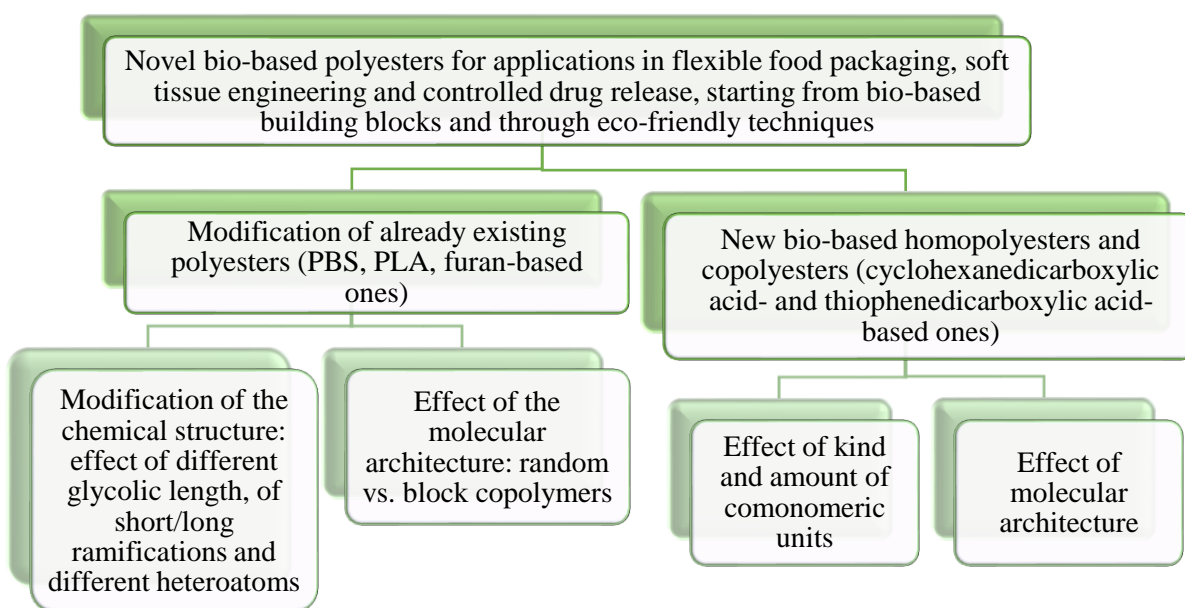 Novel bio-based polyesters for applications in flexible food packaging, soft
tissue engineering and controlled drug release, starting from bio-based
building blocks and through eco-friendly techniques
Modification of already existing
polyesters (PBS, PLA, furan-based
ones)
New bio-based homopolyesters and
copolyesters (cyclohexanedicarboxylic
acid- and thiophenedicarboxylic acid-
based ones)
Modification of the
chemical structure:
effect of different
glycolic length, of
short/long
ramifications and
different heteroatoms
Effect of the
molecular
architecture: random
vs. block copolymers
Effect of kind
and amount of
comonomeric
units
Effect of
molecular
architecture